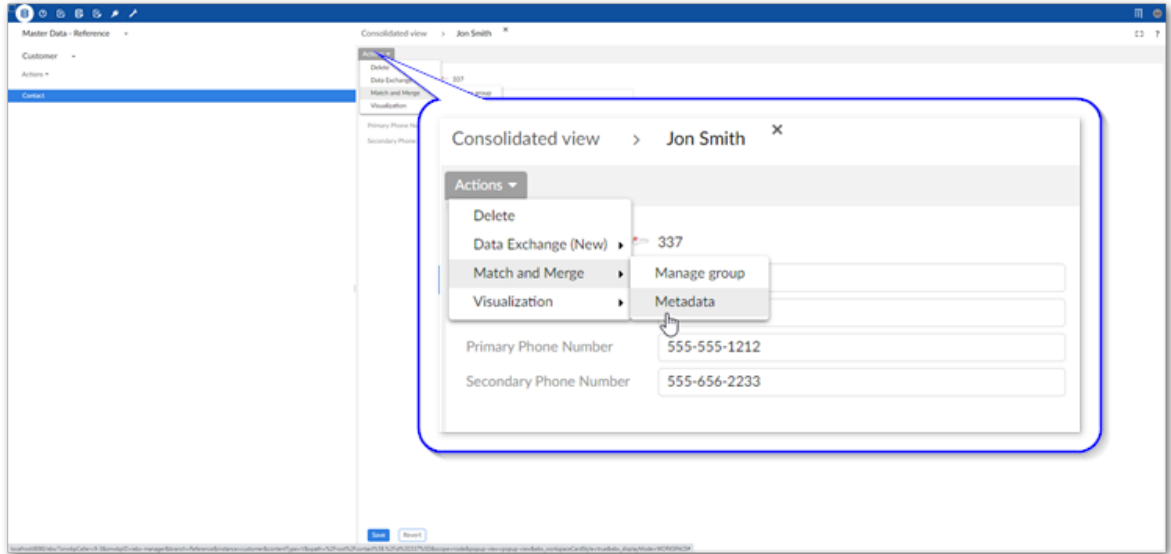 Master Data - Reference
Consolidated view > Jon Smith ×
?
Customer
Actions
Actions
Contact
Delete
Data Exchange
337
Match and Merge
group
Visualization
Primary Phone Nu
Secondary Phone
Consolidated view > Jon Smith ×
Actions
Delete
Data Exchange (New)
337
Match and Merge
Manage group
Visualization
Metadata
Primary Phone Number 555-555-1212
Secondary Phone Number 555-656-2233
Save
Revert